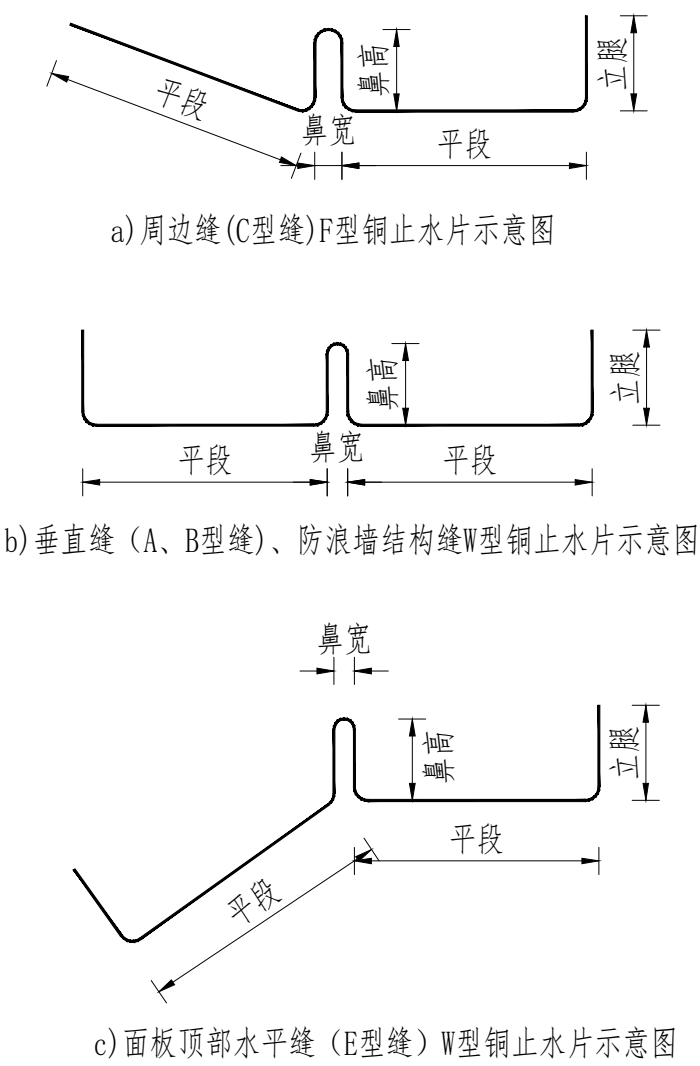 鼻高
立腿
平段
鼻宽
平段
a)周边缝(C型缝)F型铜止水片示意图
鼻高
立腿
平段
鼻宽
平段
b)垂直缝（A、B型缝)、防浪墙结构缝W型铜止水片示意图
鼻宽
鼻高
立腿
平段
平段
c)面板顶部水平缝（E型缝）W型铜止水片示意图